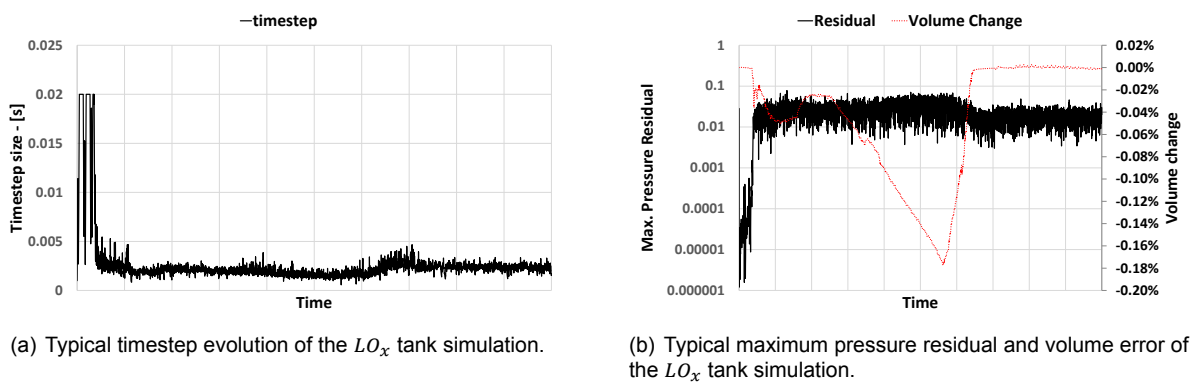 timestep
0.025
0.02
0.015
0.01
0.005
0
Timestep size - [s]
Time
(a) Typical timestep evolution of the LOₓ tank simulation.
Residual Volume Change
1
0.1
0.01
0.001
0.0001
0.00001
0.000001
Max. Pressure Residual
0.02%
0.00%
-0.02%
-0.04%
-0.06%
-0.08%
-0.10%
-0.12%
-0.14%
-0.16%
-0.18%
-0.20%
Volume change
Time
(b) Typical maximum pressure residual and volume error of
the LOₓ tank simulation.